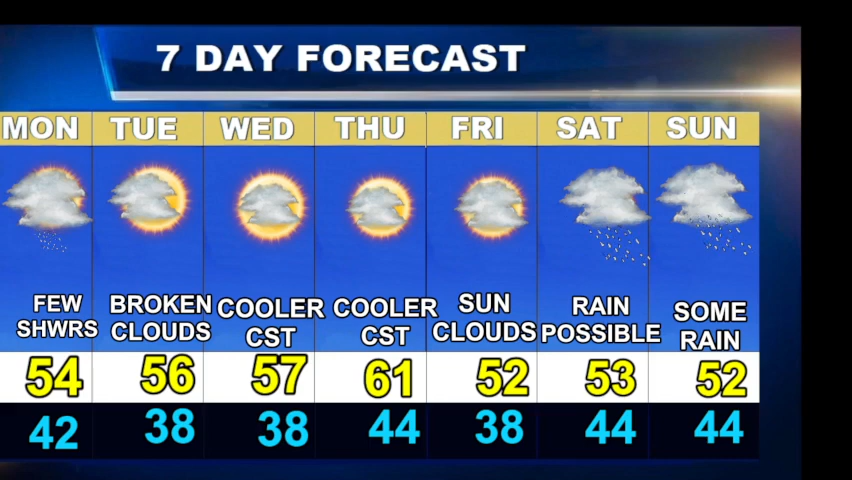 7 DAY FORECAST
MON TUE WED THU FRI SAT SUN
FEW
SHWRS
BROKEN
CLOUDS
COOLER
CST
COOLER
CST
SUN
CLOUDS
RAIN
POSSIBLE
SOME
RAIN
54 56 57 61 52 53 52
42 38 38 44 38 44 44